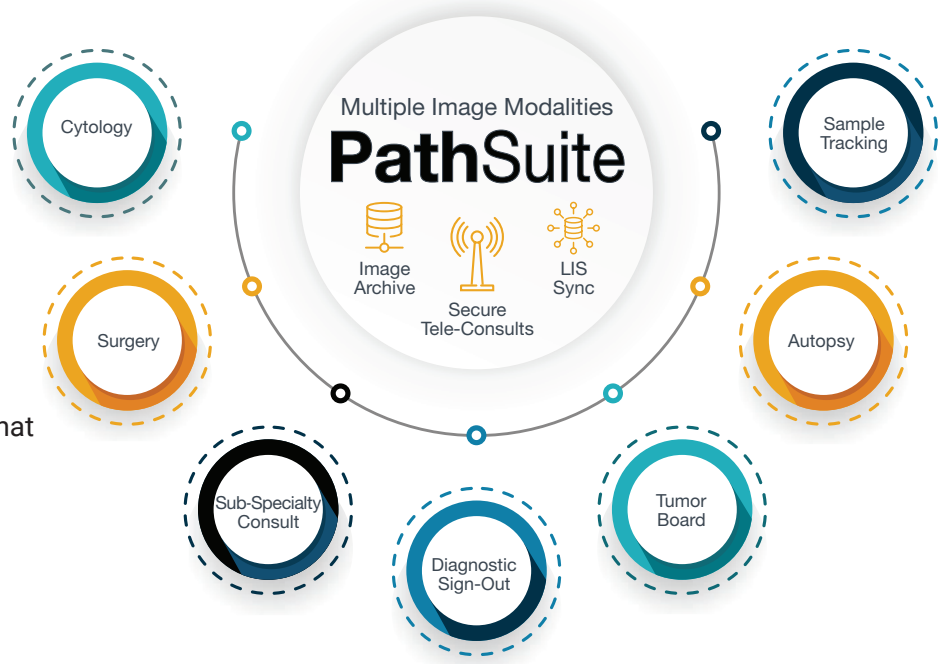 Multiple Image Modalities
PathSuite
Image
Archive
Secure
Tele-Consults
LIS
Sync
Cytology
Surgery
Sub-Specialty
Consult
Diagnostic
Sign-Out
Tumor
Board
Autopsy
Sample
Tracking